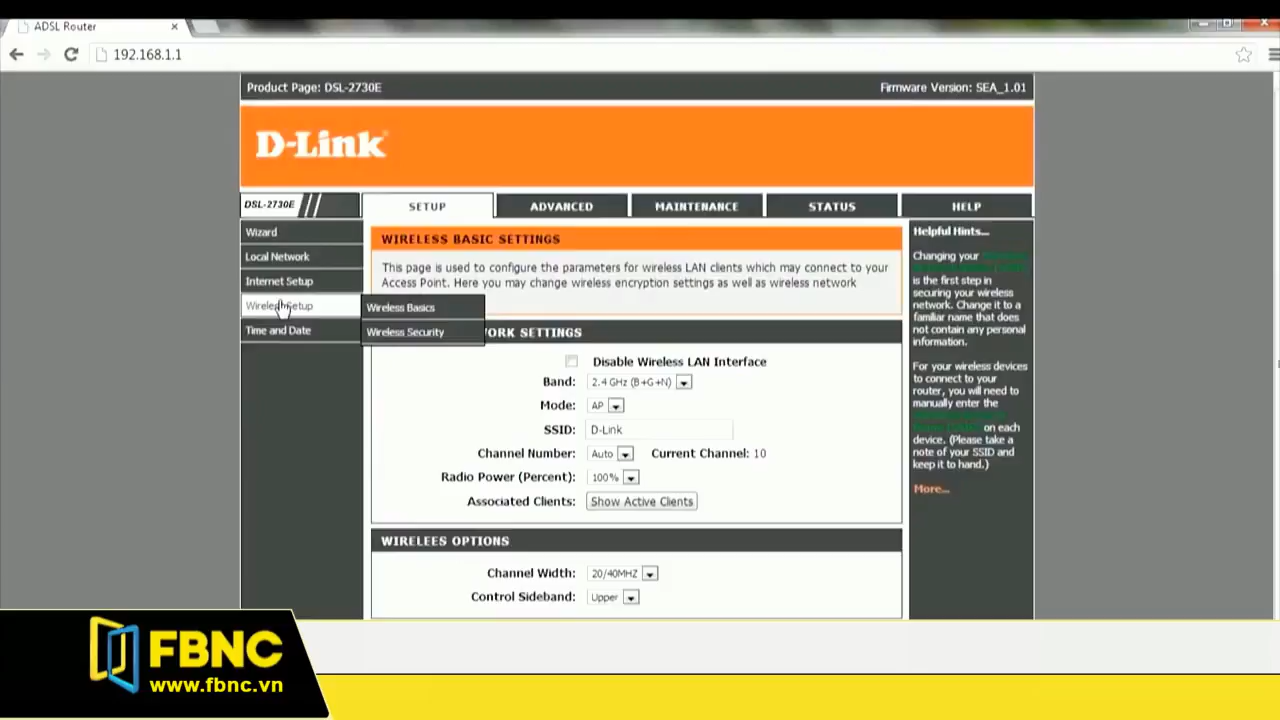 ADSL Router
192.168.1.1
Product Page: DSL-2730E
Firmware Version: SEA_1.01
D-Link
DSL-2730E
SETUP
ADVANCED
MAINTENANCE
STATUS
HELP
Wizard
Local Network
Internet Setup
Wireless Setup
Time and Date
Wireless Basics
Wireless Security
WIRELESS BASIC SETTINGS
This page is used to configure the parameters for wireless LAN clients which may connect to your
Access Point. Here you may change wireless encryption settings as well as wireless network
WORK SETTINGS
Disable Wireless LAN Interface
Band: 2.4 GHz (B+G+N)
Mode: AP
SSID: D-Link
Channel Number: Auto Current Channel: 10
Radio Power (Percent): 100%
Associated Clients: Show Active Clients
WIRELEES OPTIONS
Channel Width: 20/40MHZ
Control Sideband: Upper
Helpful Hints...
Changing your
is the first step in
securing your wireless
network. Change it to a
familiar name that does
not contain any personal
information.
For your wireless devices
to connect to your
router, you will need to
manually enter the
on each
device. (Please take a
note of your SSID and
keep it to hand.)
More...
FBNC
www.fbnc.vn